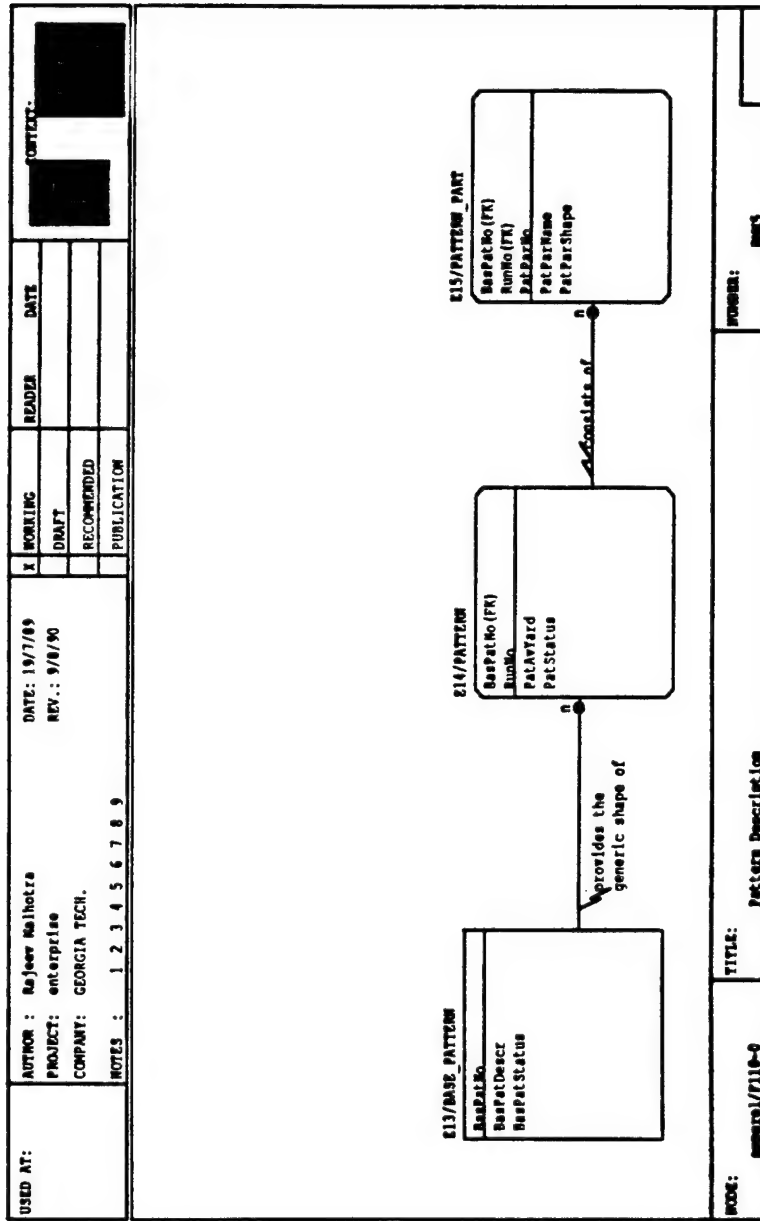 USED AT:
AUTHOR : Rajeev Malhotra
DATE: 19/7/89
X WORKING
READER DATE
CONTEXT:
PROJECT: enterprise
REV.: 9/8/90
DRAFT
COMPANY: GEORGIA TECH.
RECOMMENDED
NOTES : 1 2 3 4 5 6 7 8 9
PUBLICATION
E13/BASE_PATTERN
BasPatNo
BasPatDescr
BasPatStatus
provides the
generic shape of
n
E14/PATTERN
BasPatNo(FK)
RunNo
PatAvYard
PatStatus
consists of
n
E15/PATTERN_PART
BasPatNo(FK)
RunNo(FK)
PatParNo
PatParName
PatParShape
NODE:
TITLE: Pattern Description
NUMBER: